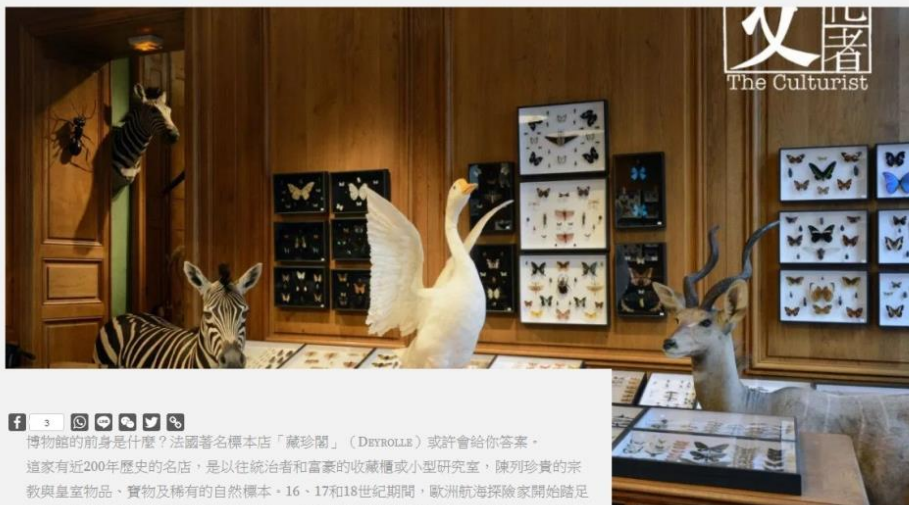 文化者
The Culturist
3
博物館的前身是什麼？法國著名標本店「藏珍閣」（DEYROLLE）或許會給你答案。
這家有近200年歷史的名店，是以往統治者和富豪的收藏櫃或小型研究室，陳列珍貴的宗
教與皇室物品、寶物及稀有的自然標本。16、17和18世紀期間，歐洲航海探險家開始踏足